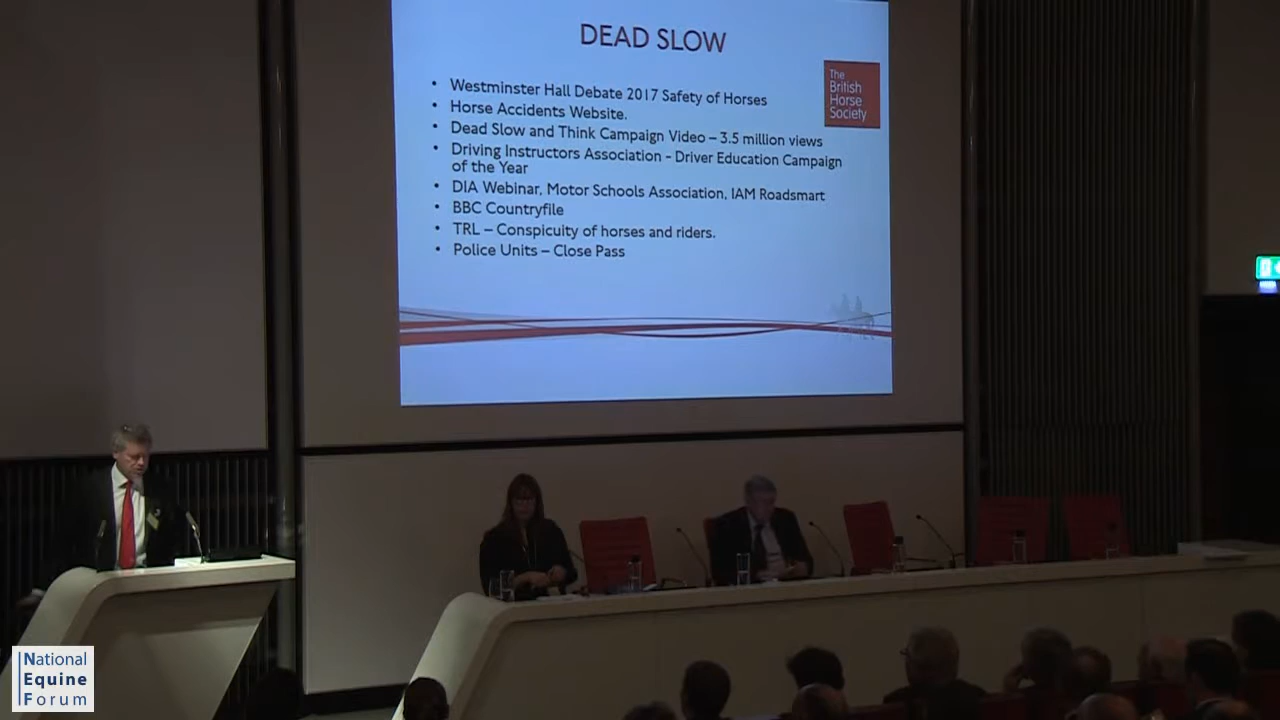 DEAD SLOW
The
British
Horse
Society
• Westminster Hall Debate 2017 Safety of Horses
• Horse Accidents Website.
• Dead Slow and Think Campaign Video – 3.5 million views
• Driving Instructors Association - Driver Education Campaign
of the Year
• DIA Webinar, Motor Schools Association, IAM Roadsmart
• BBC Countryfile
• TRL – Conspicuity of horses and riders.
• Police Units – Close Pass
National
Equine
Forum